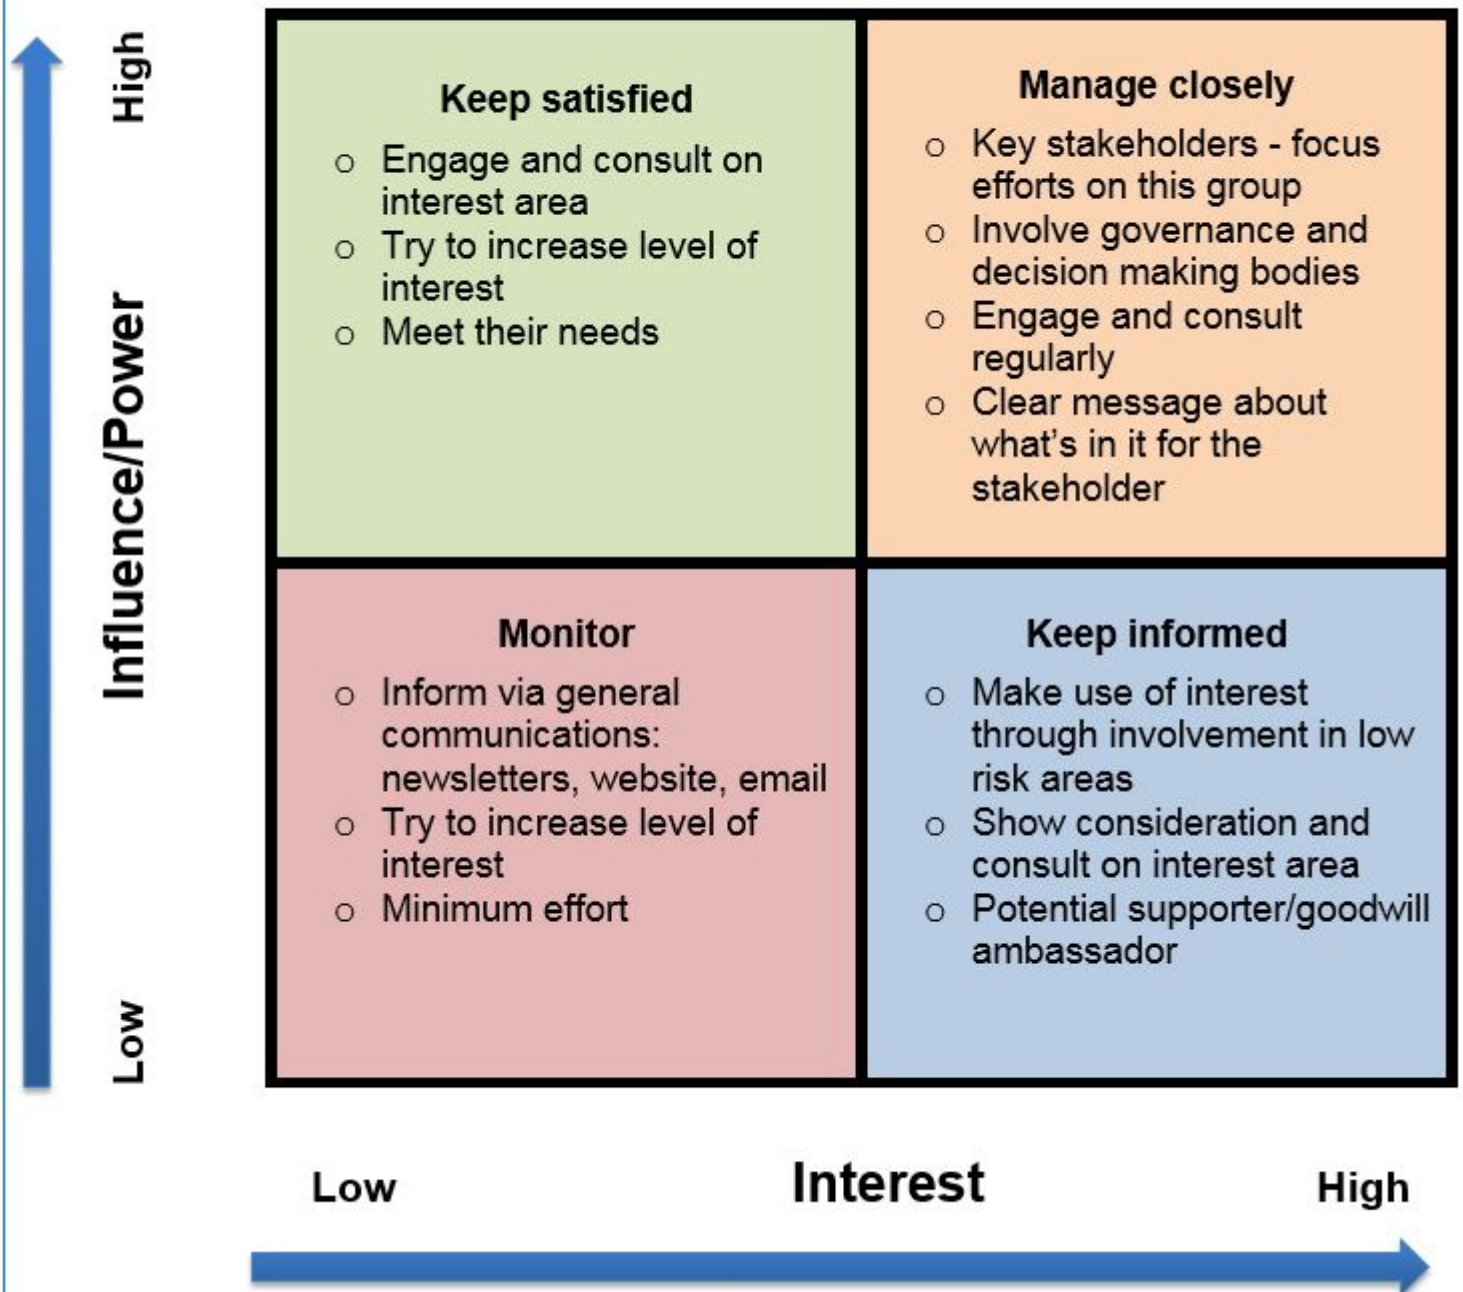 High
Influence/Power
Low
Keep satisfied
o Engage and consult on
interest area
o Try to increase level of
interest
o Meet their needs
Manage closely
o Key stakeholders - focus
efforts on this group
o Involve governance and
decision making bodies
o Engage and consult
regularly
o Clear message about
what’s in it for the
stakeholder
Monitor
o Inform via general
communications:
newsletters, website, email
o Try to increase level of
interest
o Minimum effort
Keep informed
o Make use of interest
through involvement in low
risk areas
o Show consideration and
consult on interest area
o Potential supporter/goodwill
ambassador
Low
Interest
High